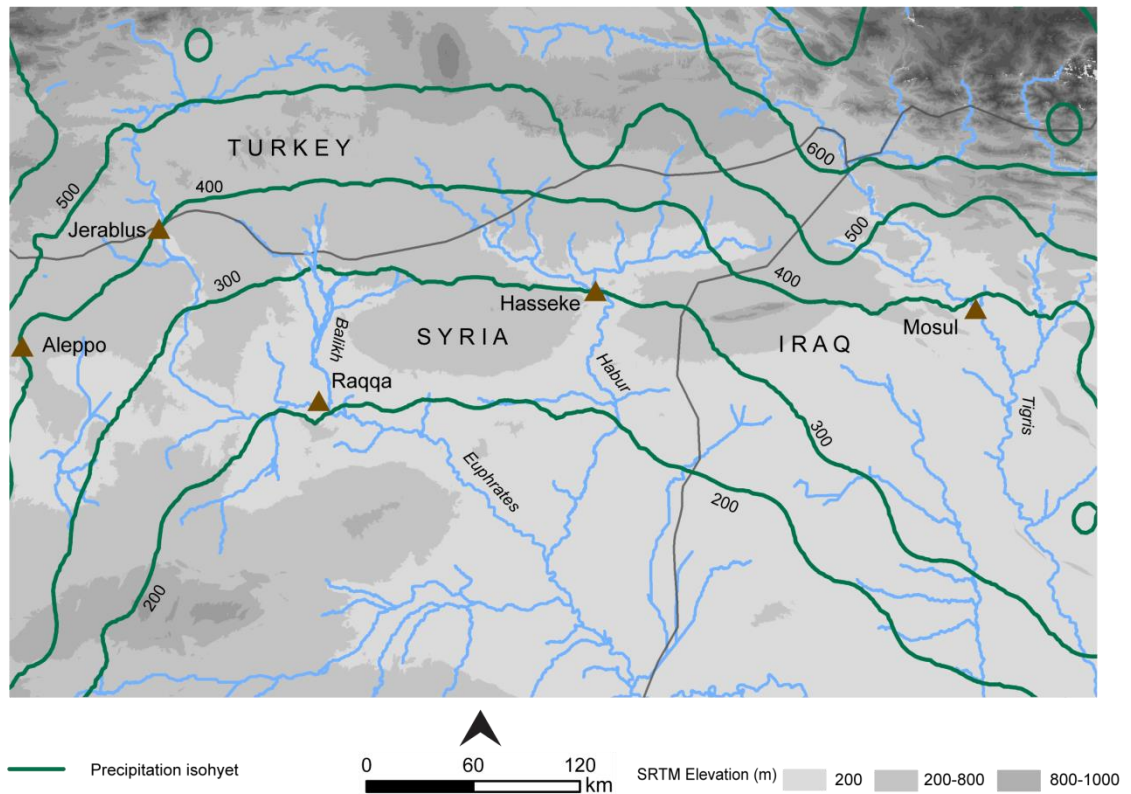 600
TURKEY
500
400
Jerablus
500
300
400
Hasseke
Mosul
Aleppo
SYRIA
IRAQ
Balikh
Habur
Raqqa
Tigris
300
Euphrates
200
200
Precipitation isohyet
0 60 120
km
SRTM Elevation (m) 200 200-800 800-1000